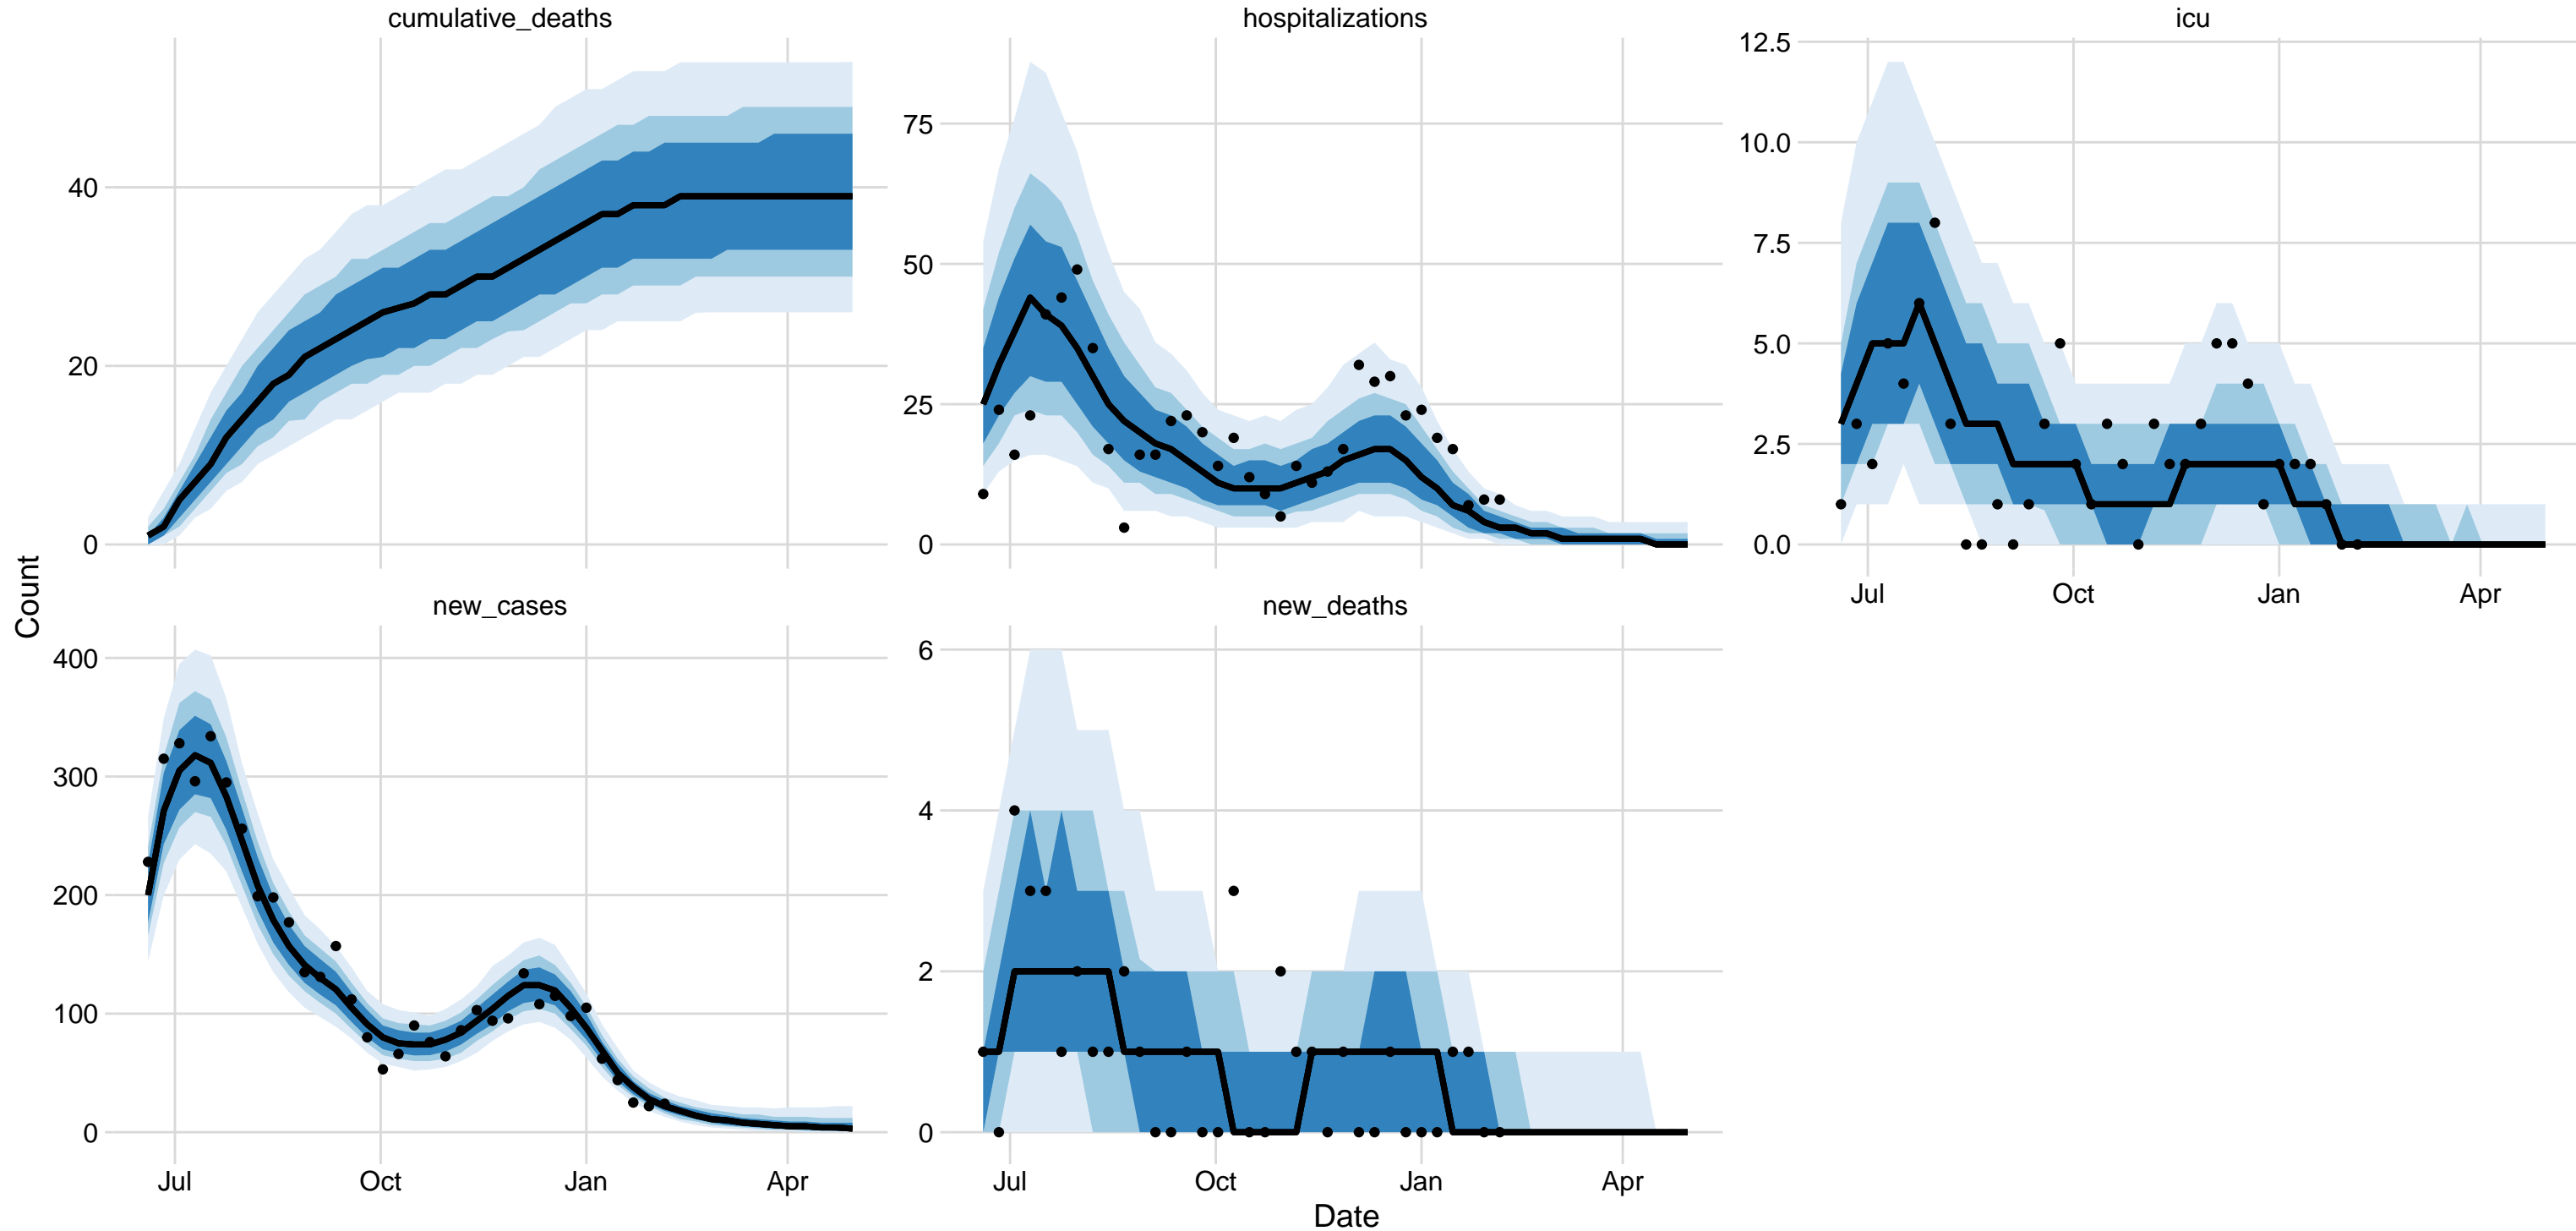 cumulative_deaths
hospitalizations
icu
40
20
0
75
50
25
0
12.5
10.0
7.5
5.0
2.5
0.0
Jul Oct Jan Apr
Count
new_cases
new_deaths
400
300
200
100
0
6
4
2
0
Jul Oct Jan Apr
Jul Oct Jan Apr
Date